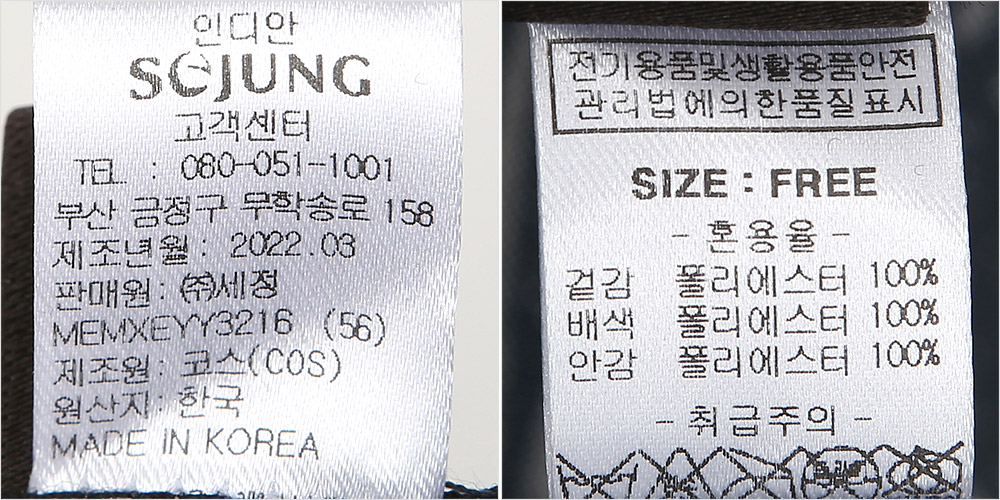 인디안
SEJUNG
고객센터
TEL : 080-051-1001
부산 금정구 무학송로 158
제조년월 : 2022.03
판매원 : ㈜세정
MEMXEYY3216 (56)
제조원 : 코스(COS)
원산지 : 한국
MADE IN KOREA
전기용품및생활용품안전
관리법에의한품질표시
SIZE : FREE
- 혼용율 -
겉감 폴리에스터 100%
배색 폴리에스터 100%
안감 폴리에스터 100%
- 취급주의 -